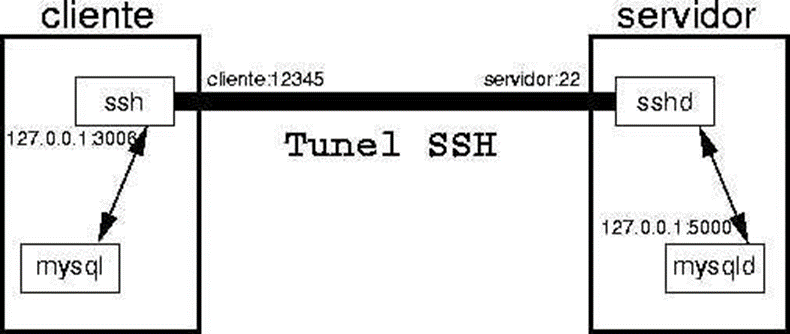 cliente
servidor
cliente:12345
servidor:22
ssh
sshd
127.0.0.1:3006
Tunel SSH
127.0.0.1:5000
mysql
mysqld